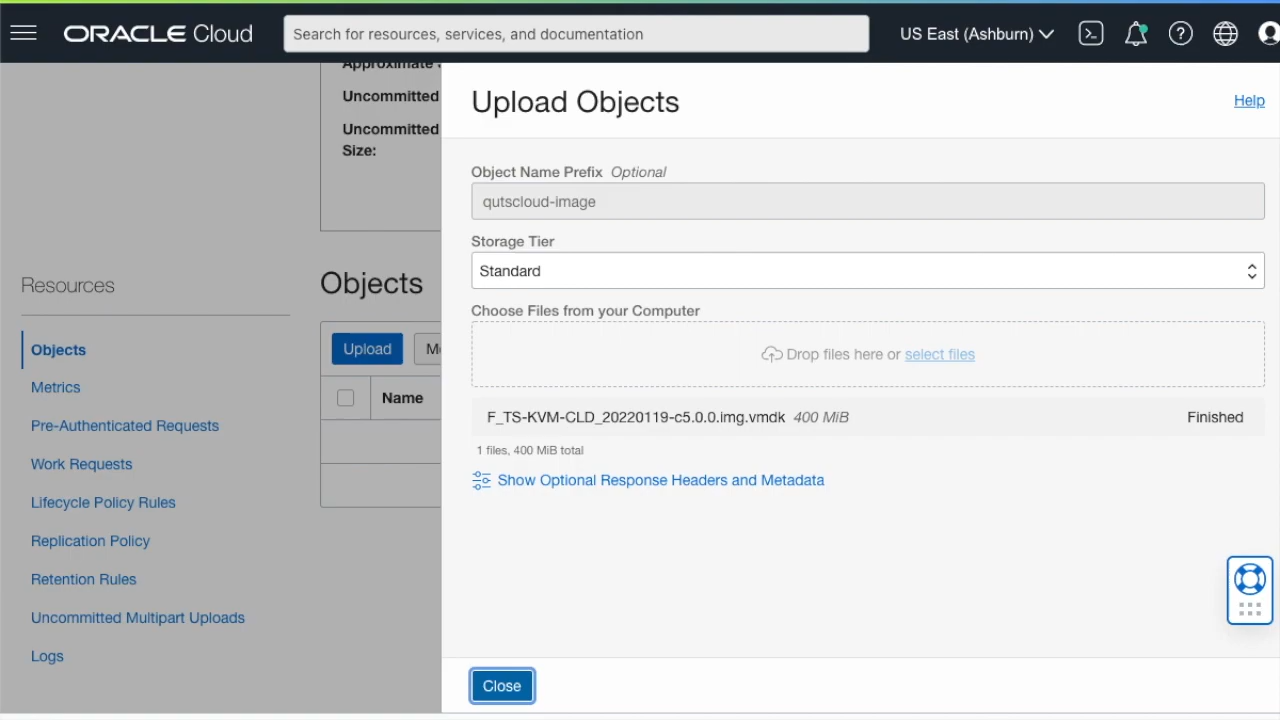 ORACLE Cloud
Search for resources, services, and documentation
US East (Ashburn)
Approximate
Uncommitted
Uncommitted
Size:
Resources
Objects
Metrics
Pre-Authenticated Requests
Work Requests
Lifecycle Policy Rules
Replication Policy
Retention Rules
Uncommitted Multipart Uploads
Logs
Objects
Upload
Name
Upload Objects
Help
Object Name Prefix Optional
qutscloud-image
Storage Tier
Standard
Choose Files from your Computer
Drop files here or select files
F_TS-KVM-CLD_20220119-c5.0.0.img.vmdk 400 MiB Finished
1 files, 400 MiB total
Show Optional Response Headers and Metadata
Close